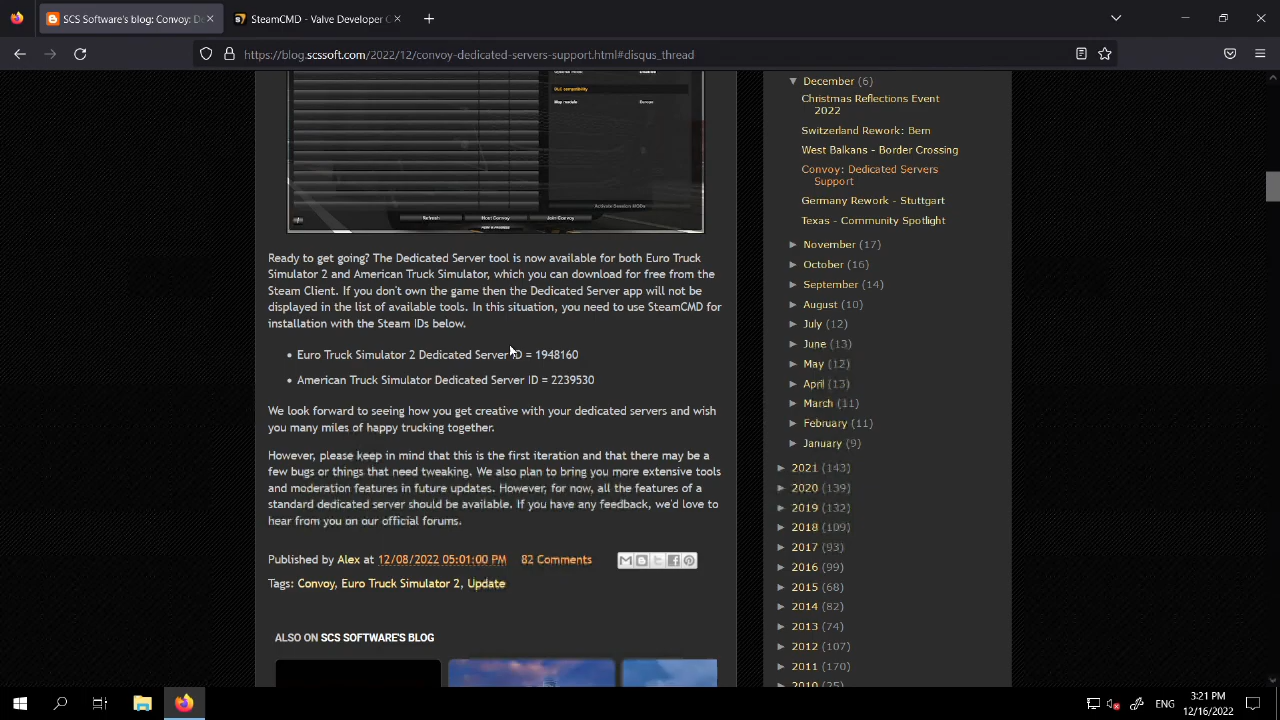 SCS Software's blog: Convoy: De
SteamCMD - Valve Developer C
https://blog.scssoft.com/2022/12/convoy-dedicated-servers-support.html#disqus_thread
DLC compatibility
Map module
Refresh
Host Convoy
Join Convoy
Ready to get going? The Dedicated Server tool is now available for both Euro Truck
Simulator 2 and American Truck Simulator, which you can download for free from the
Steam Client. If you don't own the game then the Dedicated Server app will not be
displayed in the list of available tools. In this situation, you need to use SteamCMD for
installation with the Steam IDs below.
Euro Truck Simulator 2 Dedicated Server ID = 1948160
American Truck Simulator Dedicated Server ID = 2239530
We look forward to seeing how you get creative with your dedicated servers and wish
you many miles of happy trucking together.
However, please keep in mind that this is the first iteration and that there may be a
few bugs or things that need tweaking. We also plan to bring you more extensive tools
and moderation features in future updates. However, for now, all the features of a
standard dedicated server should be available. If you have any feedback, we'd love to
hear from you on our official forums.
Published by Alex at 12/08/2022 05:01:00 PM 82 Comments
Tags: Convoy, Euro Truck Simulator 2, Update
ALSO ON SCS SOFTWARE'S BLOG
December (6)
Christmas Reflections Event
2022
Switzerland Rework: Bern
West Balkans - Border Crossing
Convoy: Dedicated Servers
Support
Germany Rework - Stuttgart
Texas - Community Spotlight
November (17)
October (16)
September (14)
August (10)
July (12)
June (13)
May (12)
April (13)
March (11)
February (11)
January (9)
2021 (143)
2020 (139)
2019 (132)
2018 (109)
2017 (93)
2016 (99)
2015 (68)
2014 (82)
2013 (74)
2012 (107)
2011 (170)
2010 (25)
ENG
3:21 PM
12/16/2022